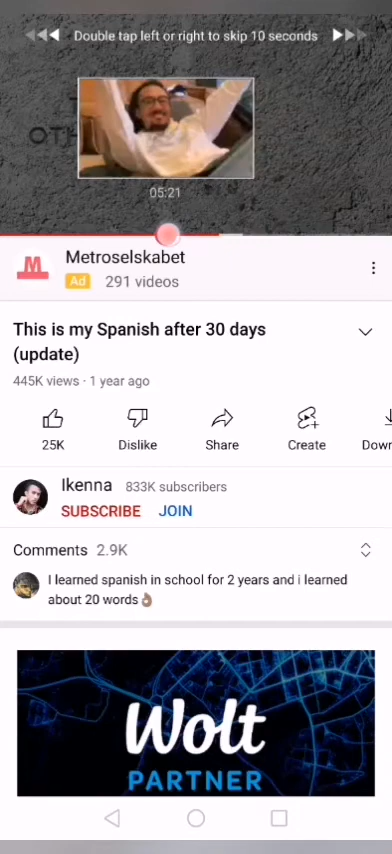 Double tap left or right to skip 10 seconds
OTH
05:21
M
Metroselskabet
Ad 291 videos
This is my Spanish after 30 days
(update)
445K views · 1 year ago
25K Dislike Share Create Down
Ikenna 833K subscribers
SUBSCRIBE JOIN
Comments 2.9K
I learned spanish in school for 2 years and i learned
about 20 words👌🏽
Wolt
PARTNER